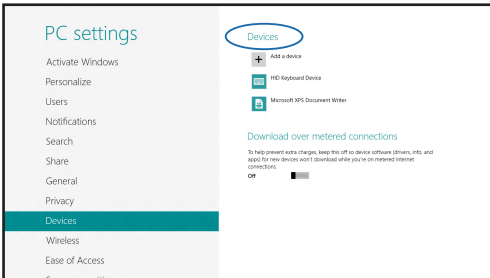 PC settings
Activate Windows
Personalize
Users
Notifications
Search
Share
General
Privacy
Devices
Wireless
Ease of Access
Devices
Add a device
HID Keyboard Device
Microsoft XPS Document Writer
Download over metered connections
To help prevent extra charges, keep this off so device software (drivers, info, and
apps) for new devices won't download while you're on metered Internet
connections.
Off